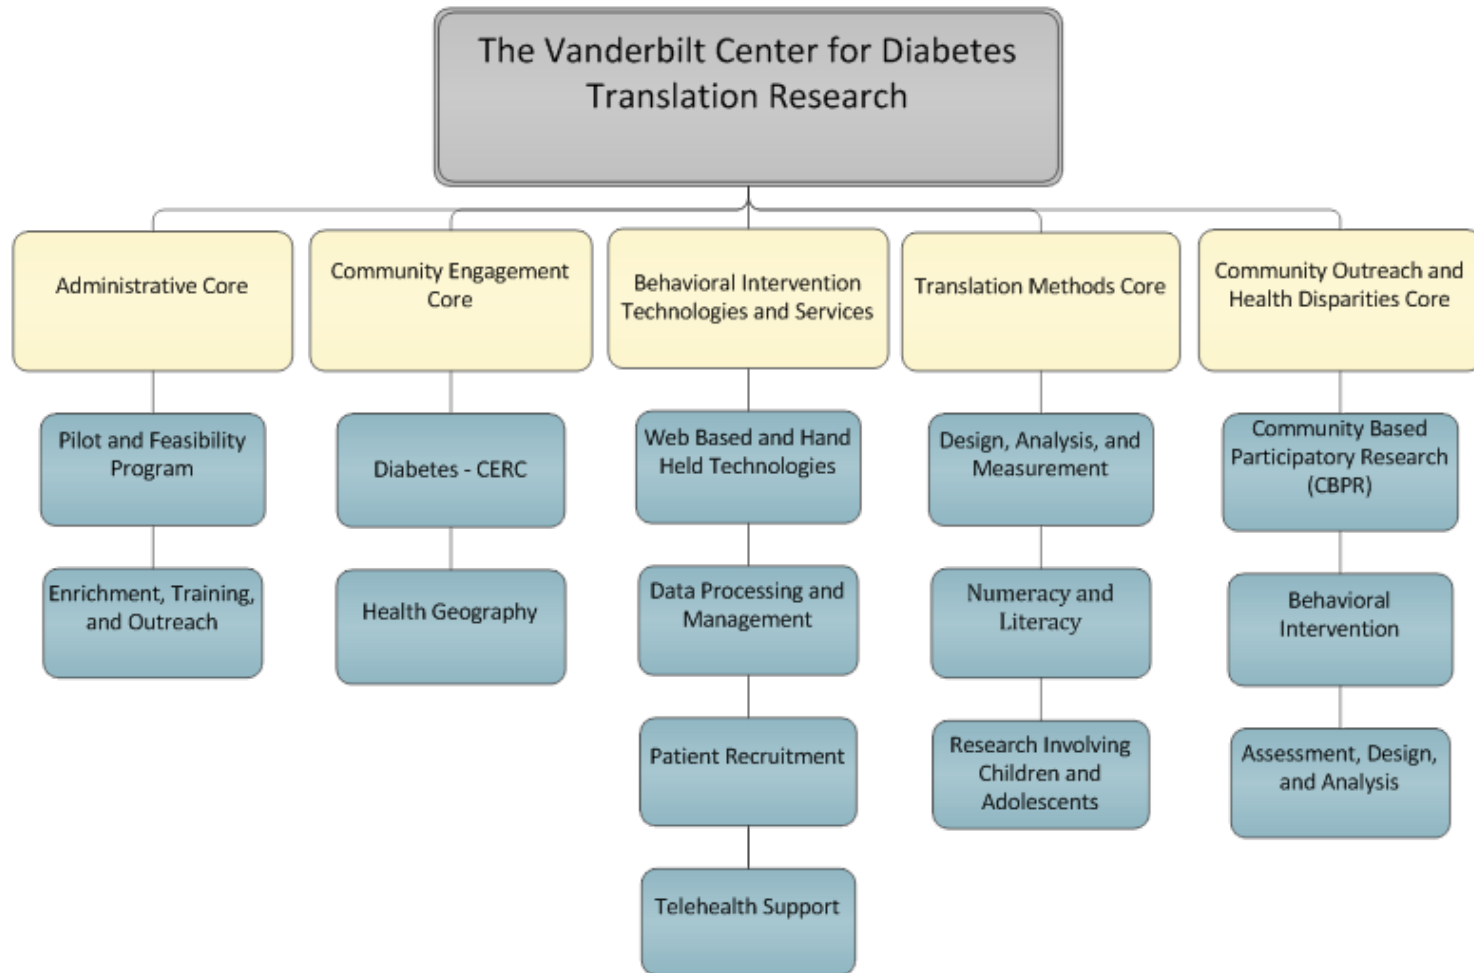 The Vanderbilt Center for Diabetes
Translation Research
Administrative Core
Community Engagement
Core
Behavioral Intervention
Technologies and Services
Translation Methods Core
Community Outreach and
Health Disparities Core
Pilot and Feasibility
Program
Enrichment, Training,
and Outreach
Diabetes - CERC
Health Geography
Web Based and Hand
Held Technologies
Data Processing and
Management
Patient Recruitment
Telehealth Support
Design, Analysis, and
Measurement
Numeracy and
Literacy
Research Involving
Children and
Adolescents
Community Based
Participatory Research
(CBPR)
Behavioral
Intervention
Assessment, Design,
and Analysis